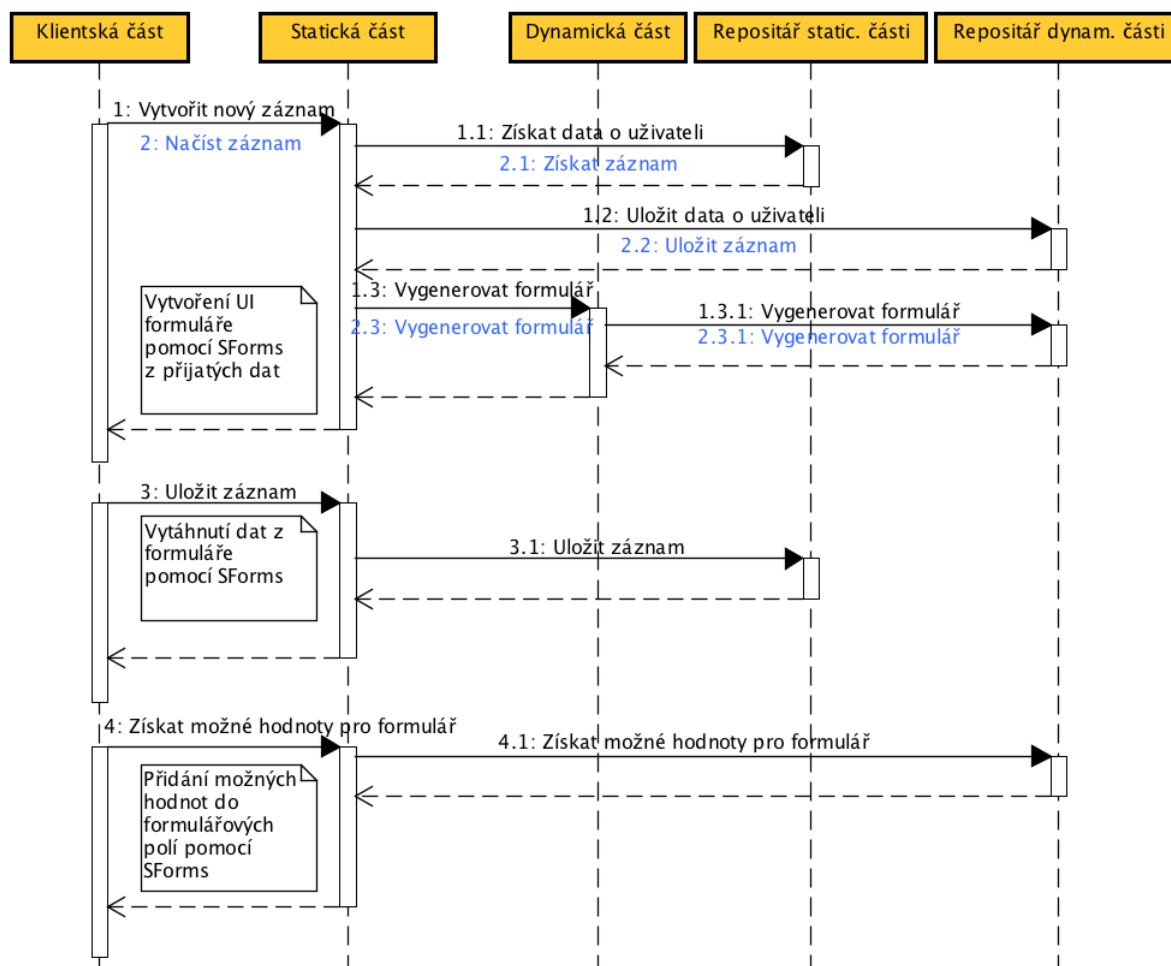 Klientská část
Statická část
Dynamická část
Repositář static. části
Repositář dynam. části
1: Vytvořit nový záznam
2: Načíst záznam
1.1: Získat data o uživateli
2.1: Získat záznam
1.2: Uložit data o uživateli
2.2: Uložit záznam
1.3: Vygenerovat formulář
2.3: Vygenerovat formulář
1.3.1: Vygenerovat formulář
2.3.1: Vygenerovat formulář
Vytvoření UI
formuláře
pomocí SForms
z přijatých dat
3: Uložit záznam
Vytáhnutí dat z
formuláře
pomocí SForms
3.1: Uložit záznam
4: Získat možné hodnoty pro formulář
4.1: Získat možné hodnoty pro formulář
Přidání možných
hodnot do
formulářových
polí pomocí
SForms